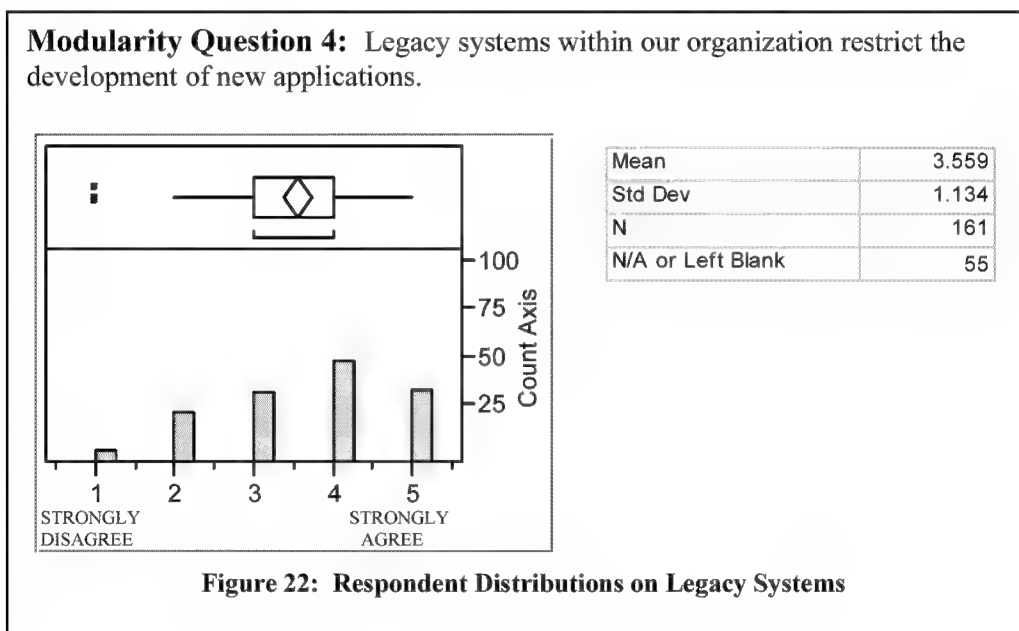 Modularity Question 4: Legacy systems within our organization restrict the
development of new applications.
100
75
50
25
Count Axis
1 2 3 4 5
STRONGLY DISAGREE
STRONGLY AGREE
Mean 3.559
Std Dev 1.134
N 161
N/A or Left Blank 55
Figure 22: Respondent Distributions on Legacy Systems